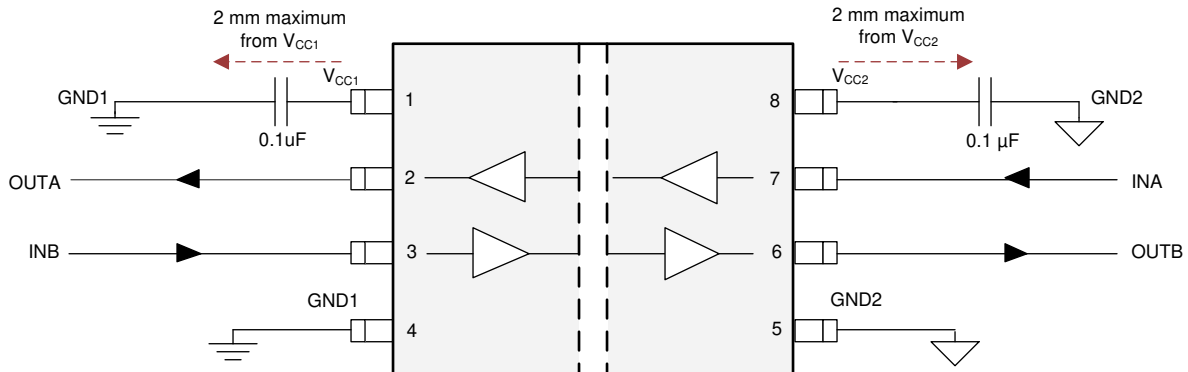 2 mm maximum
from VCC1
2 mm maximum
from VCC2
VCC1
VCC2
GND1
1
8
GND2
0.1uF
0.1 µF
OUTA
2
7
INA
INB
3
6
OUTB
GND1
GND2
4
5